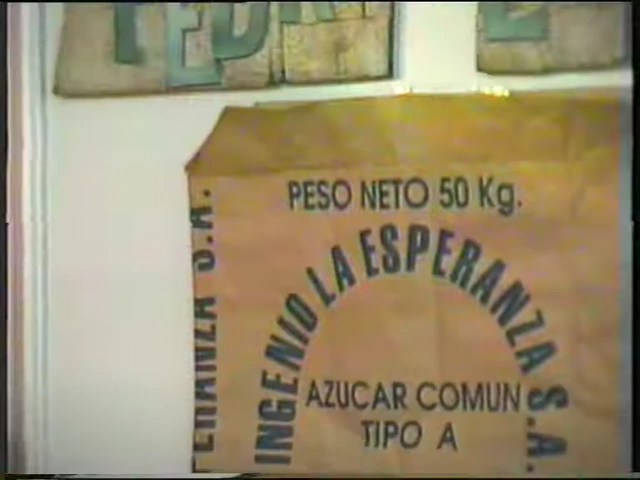 PESO NETO 50 Kg.
INGENIO LA ESPERANZA S.A.
AZUCAR COMUN
TIPO A
S.A.